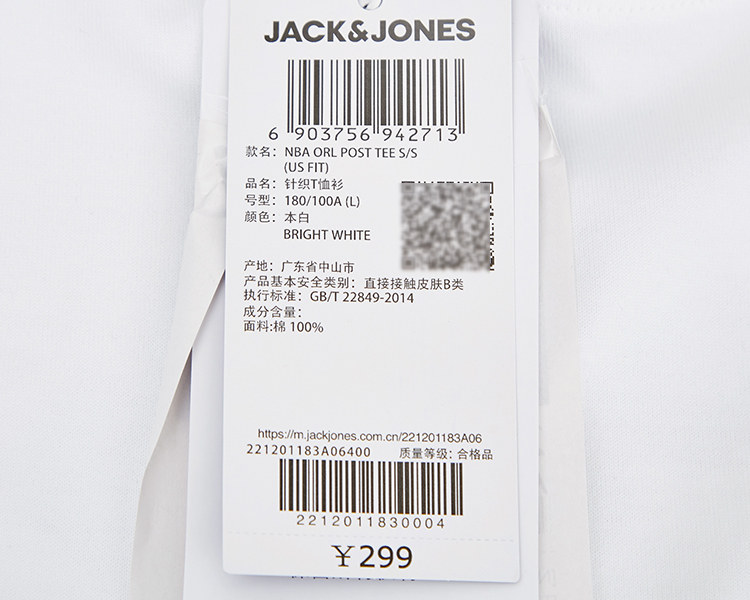 JACK&JONES
6 903756 942713
款名：NBA ORL POST TEE S/S
(US FIT)
品名：针织T恤衫
号型：180/100A (L)
颜色：本白
BRIGHT WHITE
产地：广东省中山市
产品基本安全类别：直接接触皮肤B类
执行标准：GB/T 22849-2014
成分含量：
面料:棉 100%
https://m.jackjones.com.cn/221201183A06
221201183A06400 质量等级：合格品
2212011830004
￥299